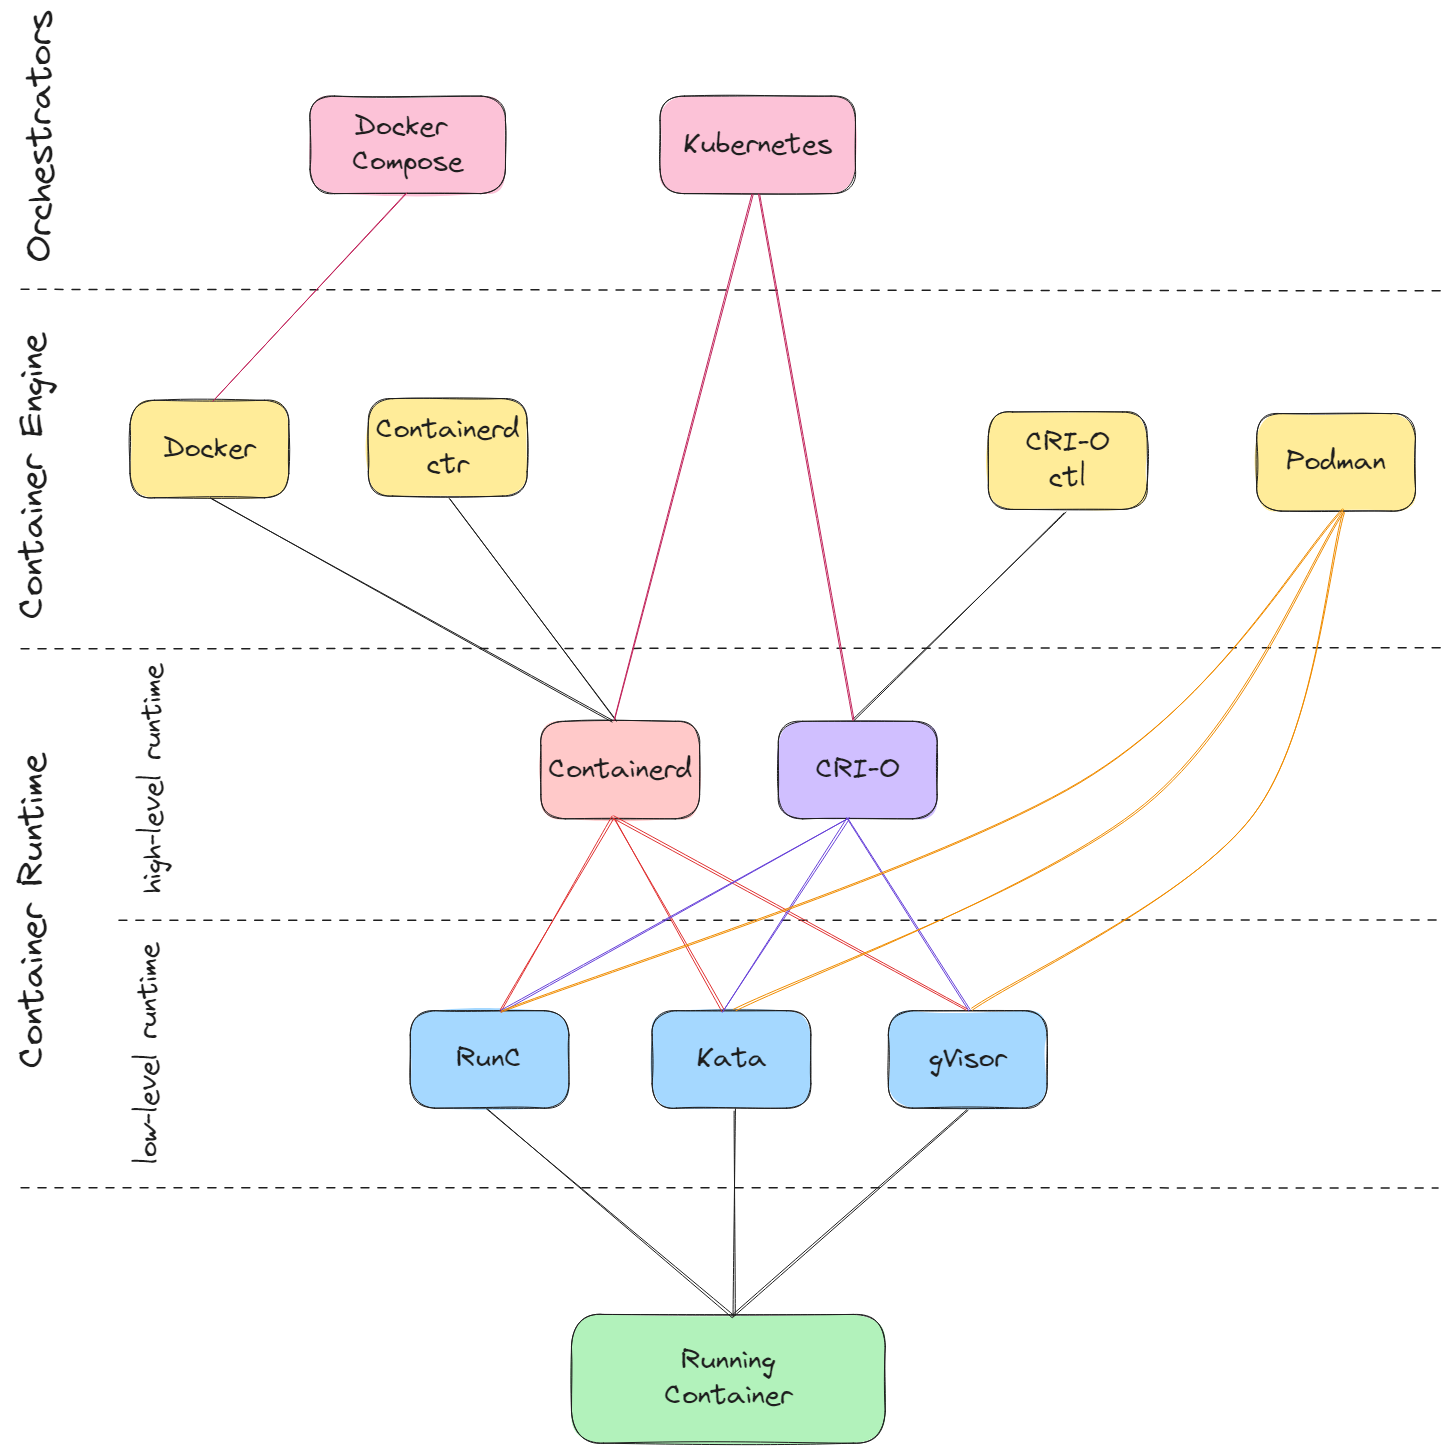 Orchestrators
Docker
Compose
Kubernetes
Container Engine
Docker
Containerd
ctr
CRI-O
ctl
Podman
Container Runtime
high-level runtime
Containerd
CRI-O
low-level runtime
RunC
Kata
gVisor
Running
Container